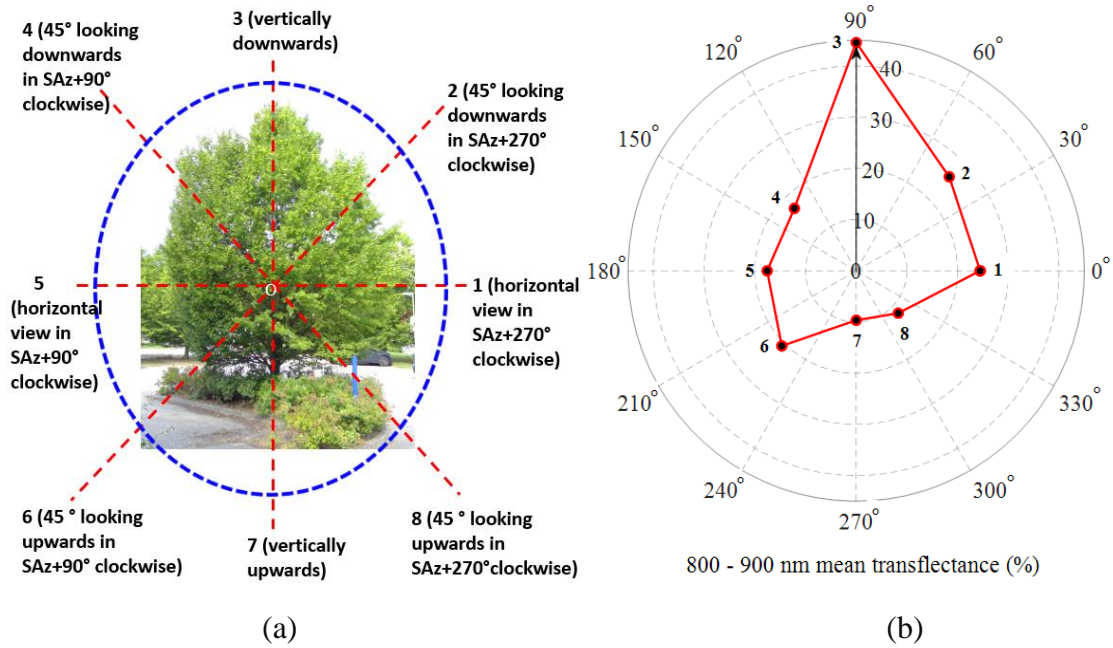 4 (45° looking
downwards
in SAz+90°
clockwise)
3 (vertically
downwards)
2 (45° looking
downwards
in SAz+270°
clockwise)
5
(horizontal
view in
SAz+90°
clockwise)
0
1 (horizontal
view in
SAz+270°
clockwise)
6 (45 ° looking
upwards in
SAz+90° clockwise)
7 (vertically
upwards)
8 (45 ° looking
upwards in
SAz+270°clockwise)
(a)
90°
120°
60°
150°
30°
180°
0°
210°
330°
240°
300°
270°
40
30
20
10
0
3
2
4
5
1
6
7
8
800 - 900 nm mean transflectance (%)
(b)